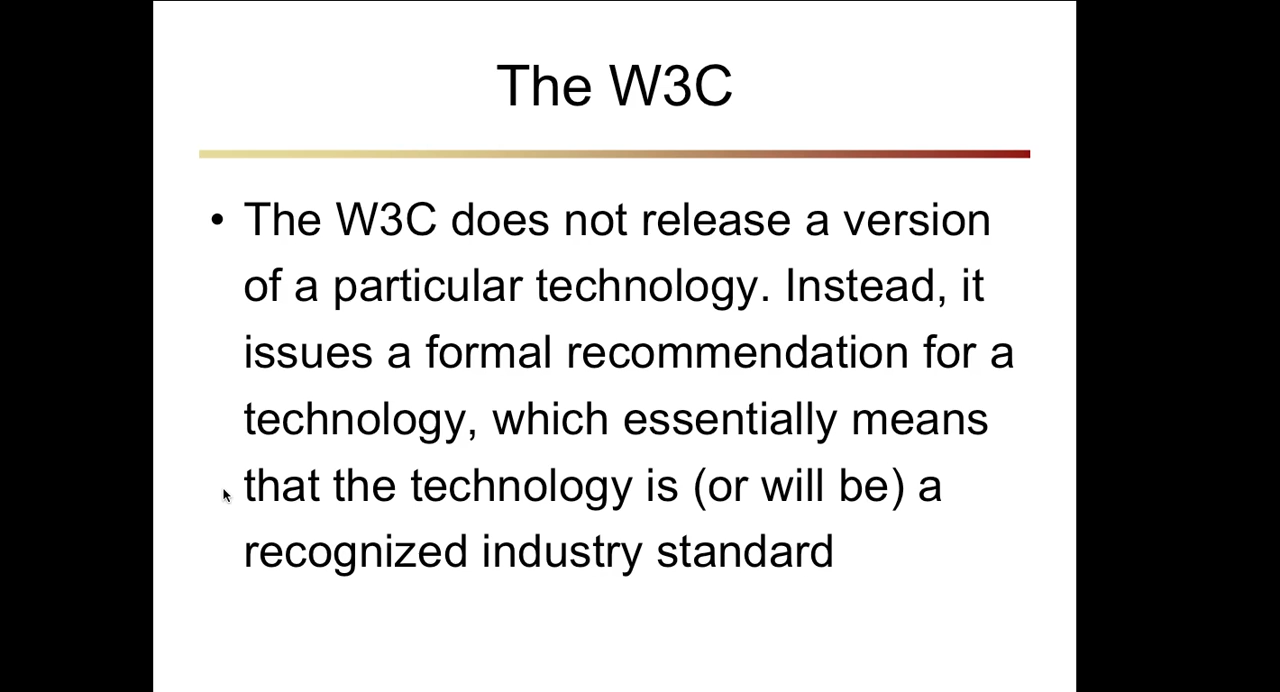 The W3C
• The W3C does not release a version
of a particular technology. Instead, it
issues a formal recommendation for a
technology, which essentially means
that the technology is (or will be) a
recognized industry standard